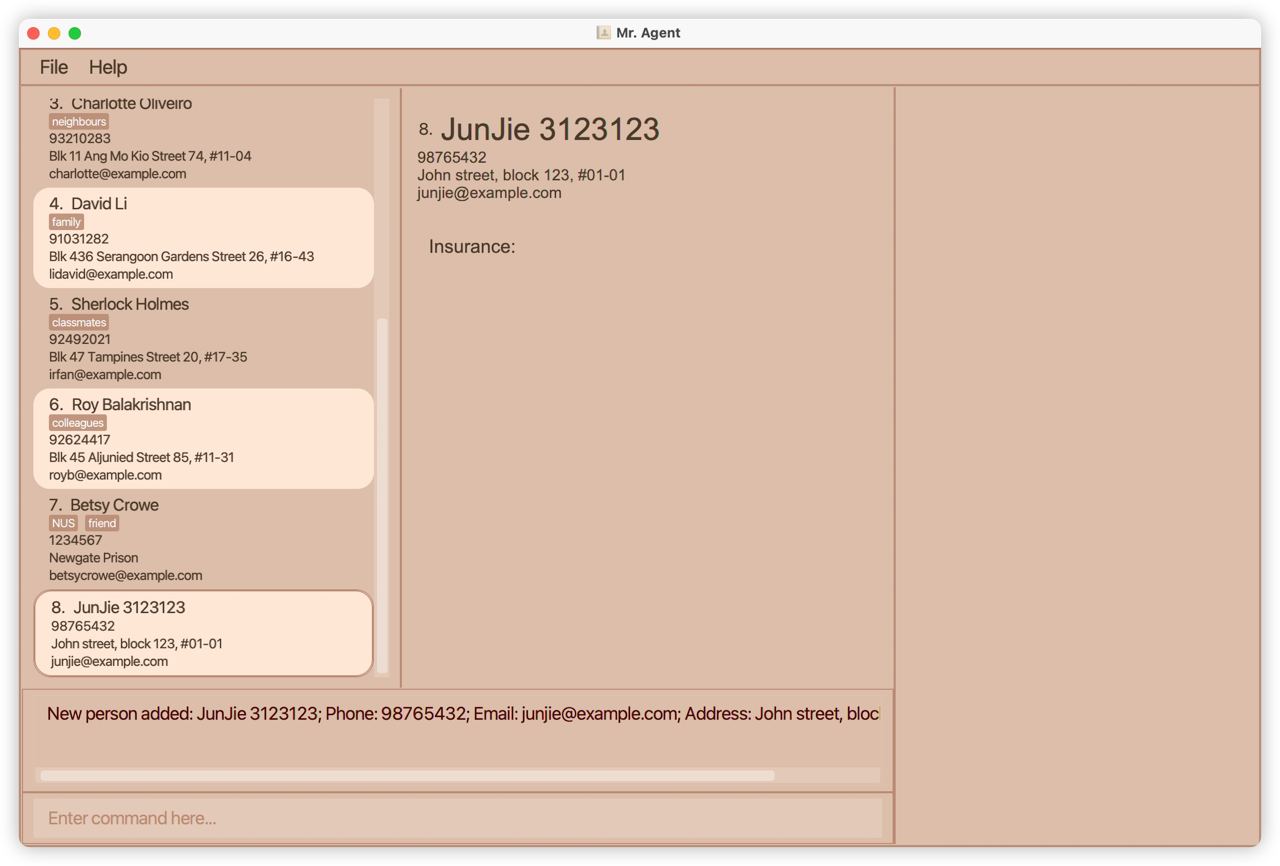 Mr. Agent
File Help
3. Charlotte Oliveiro
neighbours
93210283
Blk 11 Ang Mo Kio Street 74, #11-04
charlotte@example.com
4. David Li
family
91031282
Blk 436 Serangoon Gardens Street 26, #16-43
lidavid@example.com
5. Sherlock Holmes
classmates
92492021
Blk 47 Tampines Street 20, #17-35
irfan@example.com
6. Roy Balakrishnan
colleagues
92624417
Blk 45 Aljunied Street 85, #11-31
royb@example.com
7. Betsy Crowe
NUS friend
1234567
Newgate Prison
betsycrowe@example.com
8. JunJie 3123123
98765432
John street, block 123, #01-01
junjie@example.com
8. JunJie 3123123
98765432
John street, block 123, #01-01
junjie@example.com
Insurance:
New person added: JunJie 3123123; Phone: 98765432; Email: junjie@example.com; Address: John street, bloc
Enter command here...